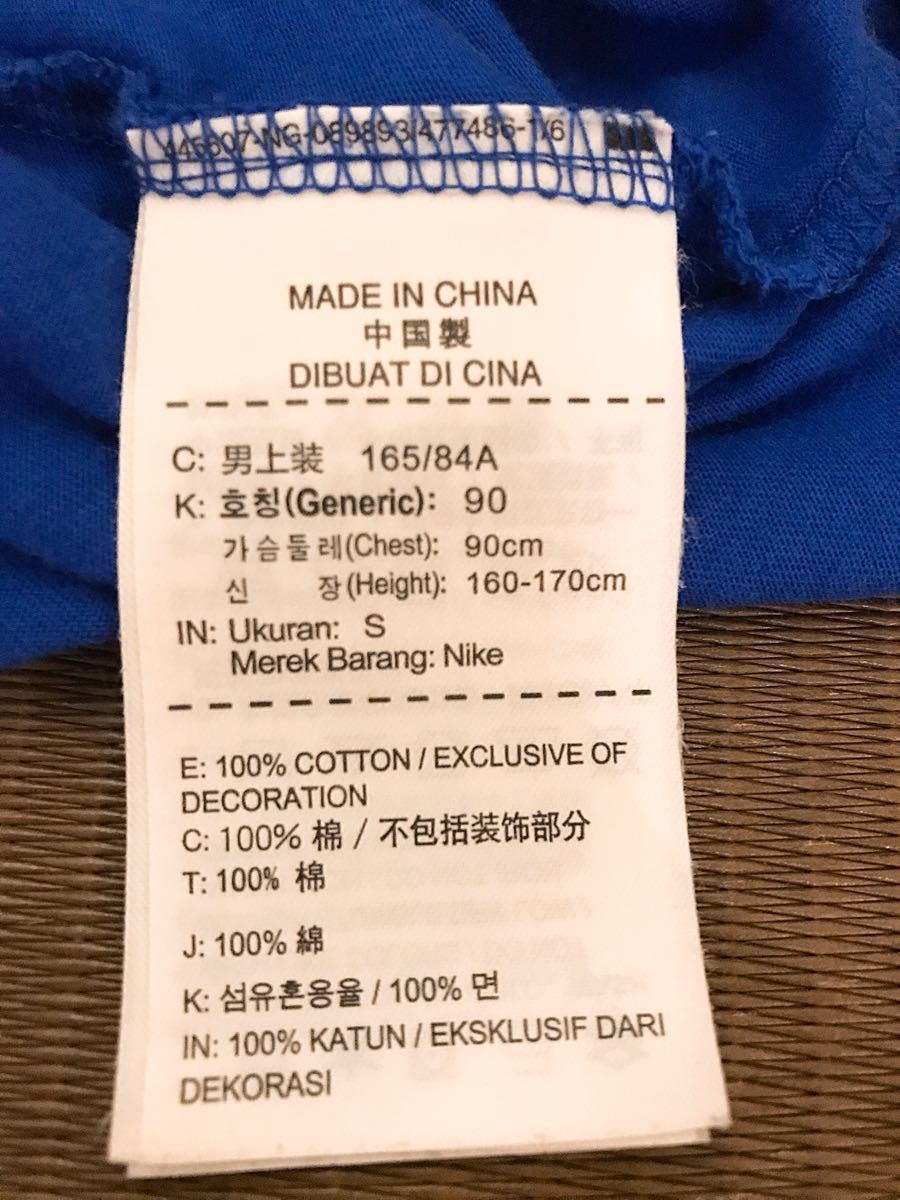 MADE IN CHINA
中国製
DIBUAT DI CINA
C: 男上装 165/84A
K: 호칭(Generic): 90
가슴둘레(Chest): 90cm
신 장(Height): 160-170cm
IN: Ukuran: S
Merek Barang: Nike
E: 100% COTTON / EXCLUSIVE OF
DECORATION
C: 100% 棉 / 不包括装饰部分
T: 100% 棉
J: 100% 綿
K: 섬유혼용율 / 100% 면
IN: 100% KATUN / EKSKLUSIF DARI
DEKORASI